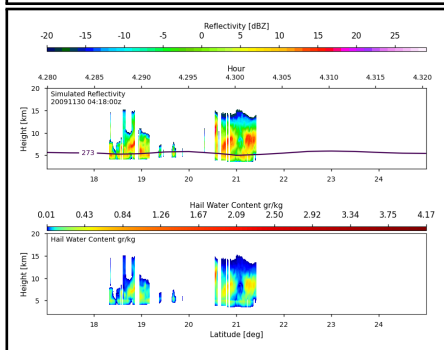 Reflectivity [dBZ]
-20 -15 -10 -5 0 5 10 15 20 25
Hour
4.280 4.285 4.290 4.295 4.300 4.305 4.310 4.315 4.320
Simulated Reflectivity
20091130 04:18:00z
Height [km]
20
15
10
5
273
18 19 20 21 22 23 24
Hail Water Content gr/kg
0.01 0.43 0.84 1.26 1.67 2.09 2.50 2.92 3.34 3.75 4.17
Hail Water Content gr/kg
Height [km]
20
15
10
5
18 19 20 21 22 23 24
Latitude [deg]